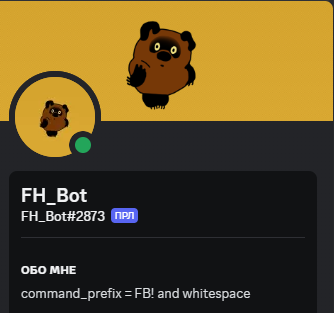 FH_Bot
FH_Bot#2873 ПРЛ
ОБО МНЕ
command_prefix = FB! and whitespace